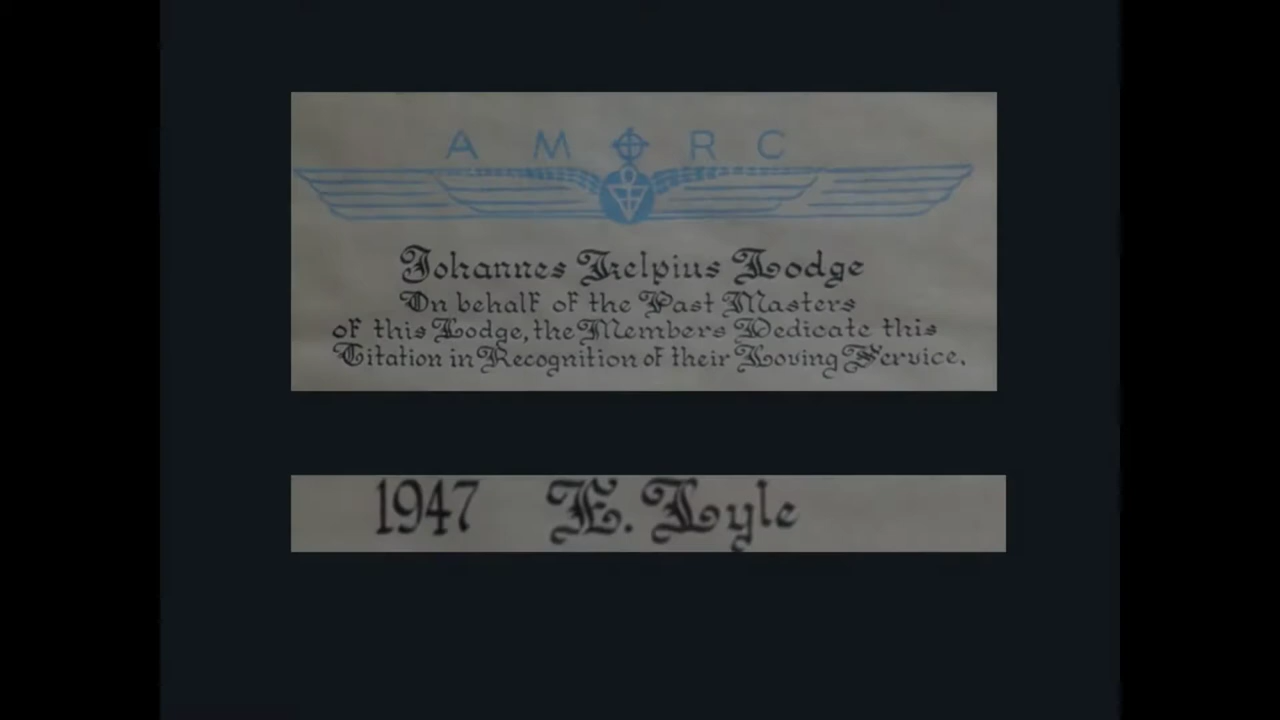 A M R C
Johannes Kelpius Lodge
On behalf of the Past Masters
of this Lodge, the Members Dedicate this
Citation in Recognition of their Loving Service.
1947 E. Lyle